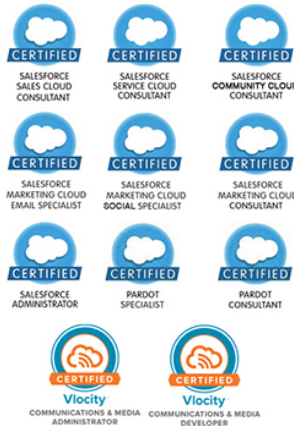 CERTIFIED CERTIFIED CERTIFIED
SALESFORCE SALESFORCE SALESFORCE
SALES CLOUD SERVICE CLOUD COMMUNITY CLOUD
CONSULTANT CONSULTANT CONSULTANT
CERTIFIED CERTIFIED CERTIFIED
SALESFORCE SALESFORCE SALESFORCE
MARKETING CLOUD MARKETING CLOUD MARKETING CLOUD
EMAIL SPECIALIST SOCIAL SPECIALIST CONSULTANT
CERTIFIED CERTIFIED CERTIFIED
SALESFORCE PARDOT PARDOT
ADMINISTRATOR SPECIALIST CONSULTANT
CERTIFIED CERTIFIED
Vlocity Vlocity
COMMUNICATIONS & MEDIA COMMUNICATIONS & MEDIA
ADMINISTRATOR DEVELOPER